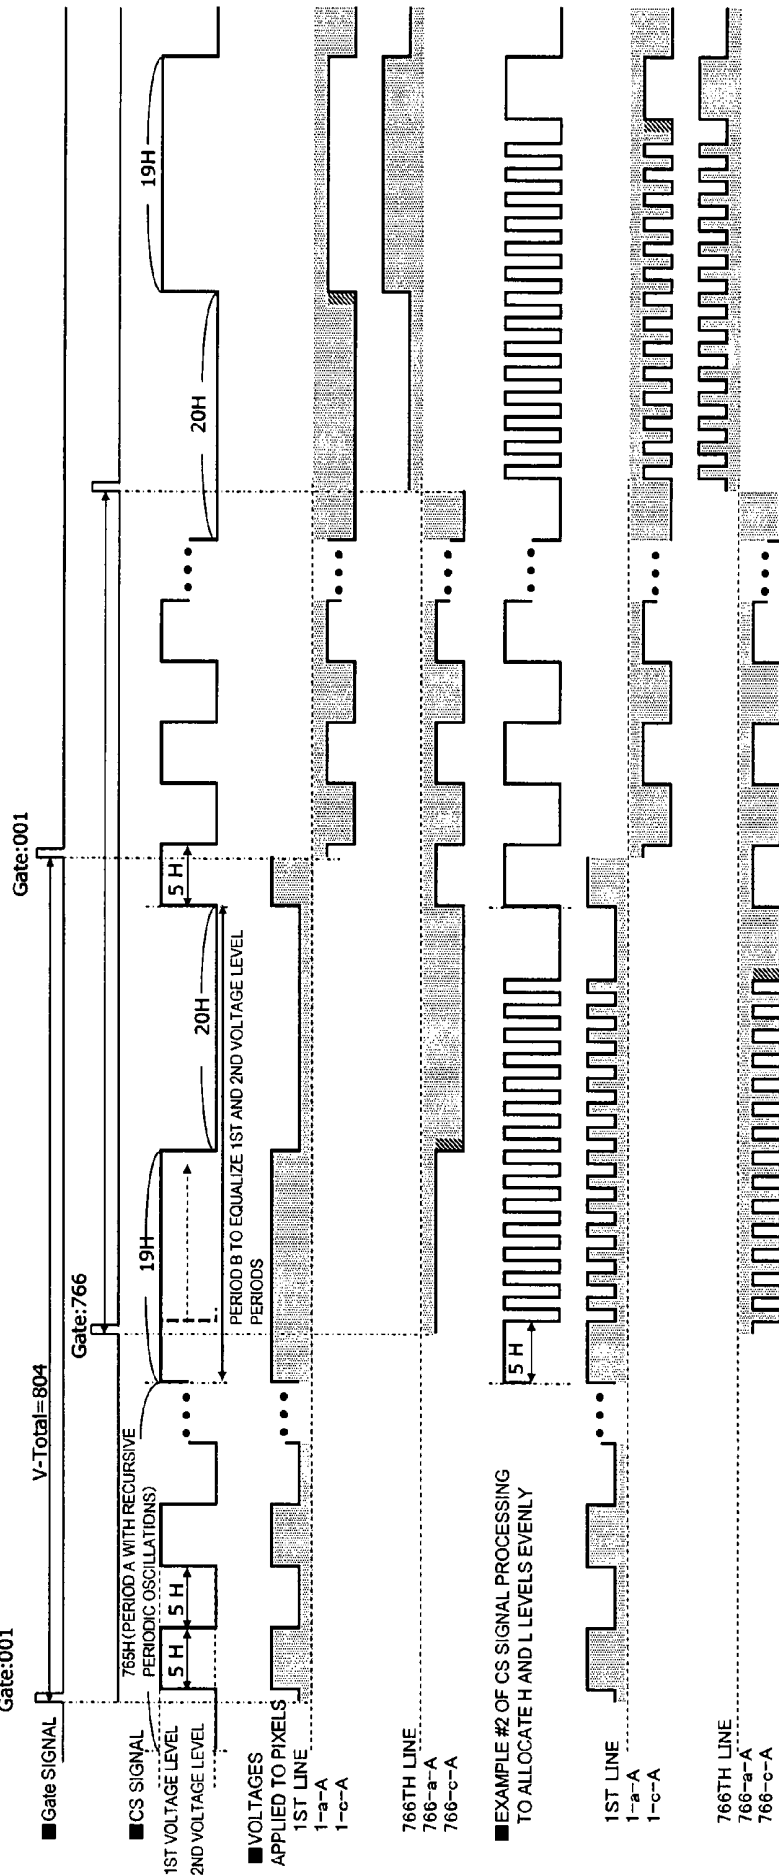 Gate:001
Gate:001
V-Total=804
■Gate SIGNAL
Gate:766
765H(PERIOD A WITH RECURSIVE
PERIODIC OSCILLATIONS)
19H
19H
■CS SIGNAL
1ST VOLTAGE LEVEL
2ND VOLTAGE LEVEL
5 H
5 H
20H
5 H
20H
PERIOD B TO EQUALIZE 1ST AND 2ND VOLTAGE LEVEL
PERIODS
■VOLTAGES
APPLIED TO PIXELS
1ST LINE
1-a-A
1-c-A
766TH LINE
766-a-A
766-c-A
■EXAMPLE #2 OF CS SIGNAL PROCESSING
TO ALLOCATE H AND L LEVELS EVENLY
5 H
1ST LINE
1-a-A
1-c-A
766TH LINE
766-a-A
766-c-A